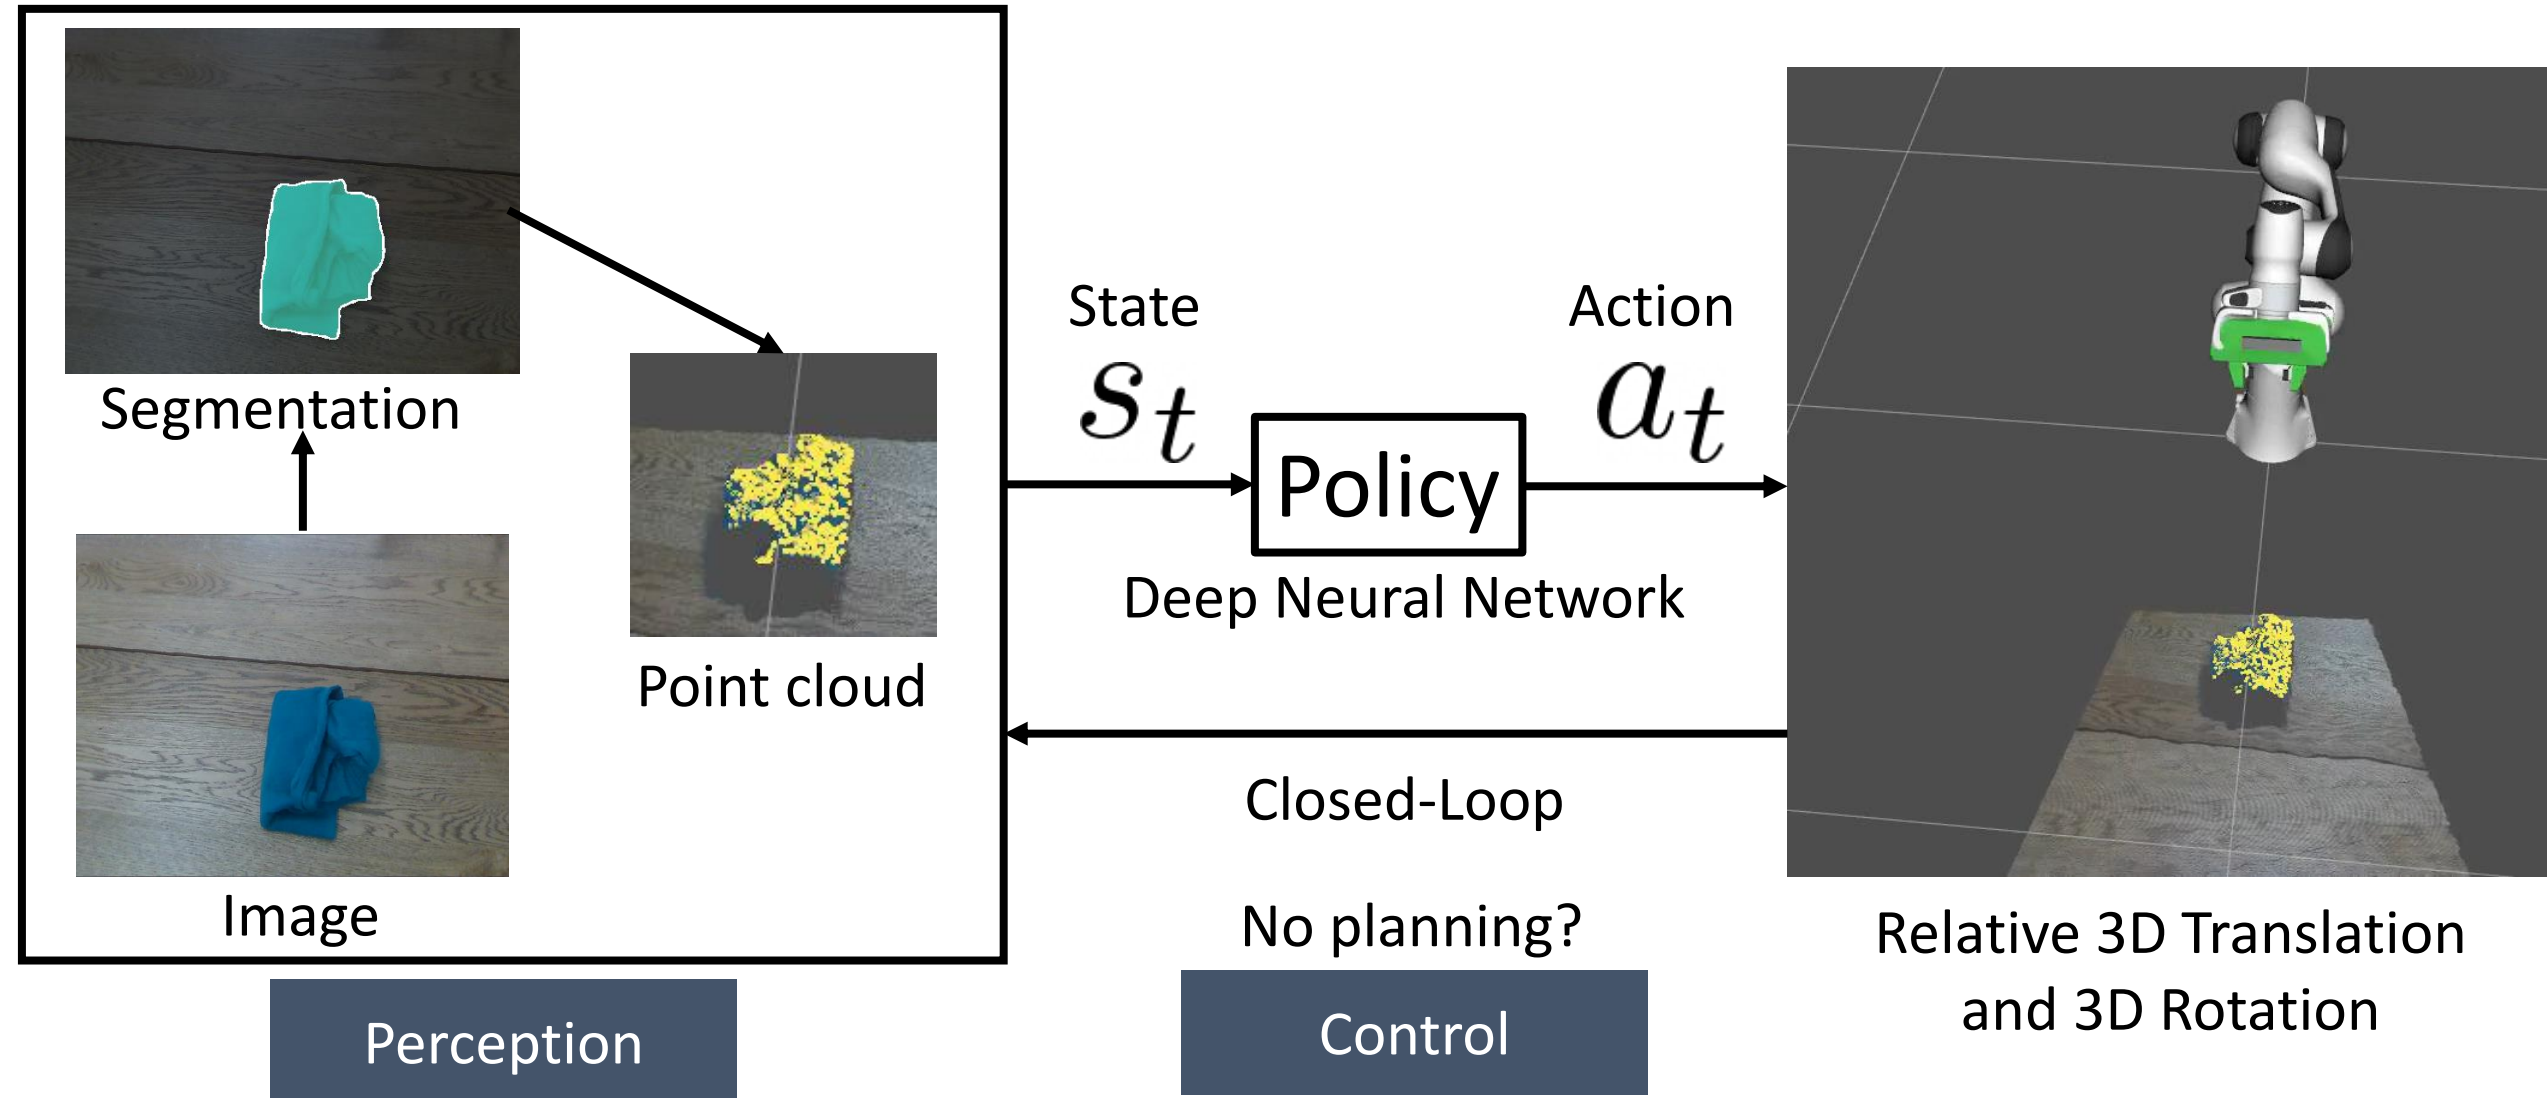 Segmentation
Image
Point cloud
Perception
State
s_t
Policy
Deep Neural Network
Action
a_t
Closed-Loop
No planning?
Control
Relative 3D Translation
and 3D Rotation